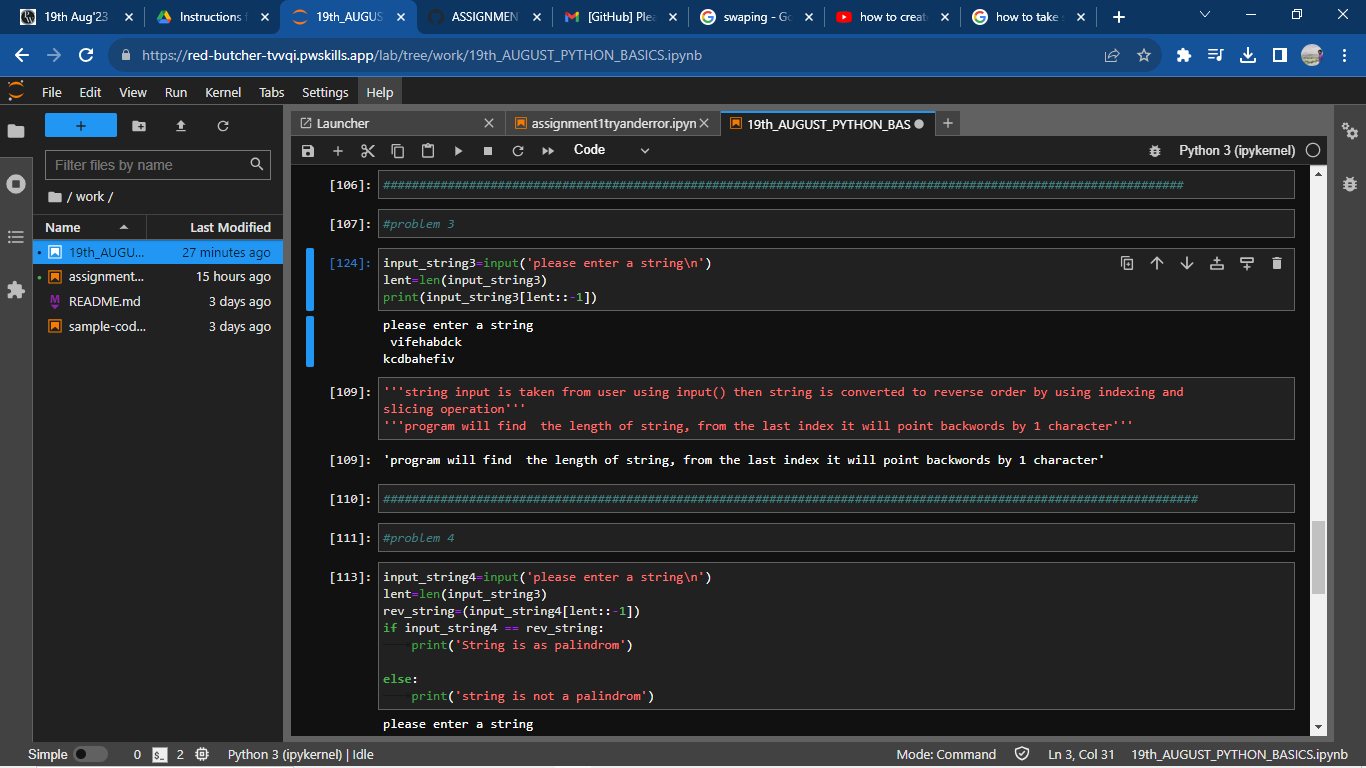 19th Aug'23
Instructions
19th_AUGUS
ASSIGNMEN
[GitHub] Ple
swaping - Go
how to creat
how to take
https://red-butcher-tvvqi.pwskills.app/lab/tree/work/19th_AUGUST_PYTHON_BASICS.ipynb
File Edit View Run Kernel Tabs Settings Help
Launcher
assignment1tryanderror.ipyn
19th_AUGUST_PYTHON_BAS
Code
Python 3 (ipykernel)
Filter files by name
/ work /
Name Last Modified
19th_AUGU... 27 minutes ago
assignment... 15 hours ago
README.md 3 days ago
sample-cod... 3 days ago
[106]:
[107]: #problem 3
[124]: input_string3=input('please enter a string\n')
lent=len(input_string3)
print(input_string3[lent::-1])
please enter a string
vifehabdck
kcdbahefiv
[109]: '''string input is taken from user using input() then string is converted to reverse order by using indexing and
slicing operation'''
'''program will find  the length of string, from the last index it will point backwords by 1 character'''
[109]: 'program will find  the length of string, from the last index it will point backwords by 1 character'
[110]:
[111]: #problem 4
[113]: input_string4=input('please enter a string\n')
lent=len(input_string3)
rev_string=(input_string4[lent::-1])
if input_string4 == rev_string:
print('String is as palindrom')
else:
print('string is not a palindrom')
please enter a string
Simple 0 2 Python 3 (ipykernel) | Idle Mode: Command Ln 3, Col 31 19th_AUGUST_PYTHON_BASICS.ipynb